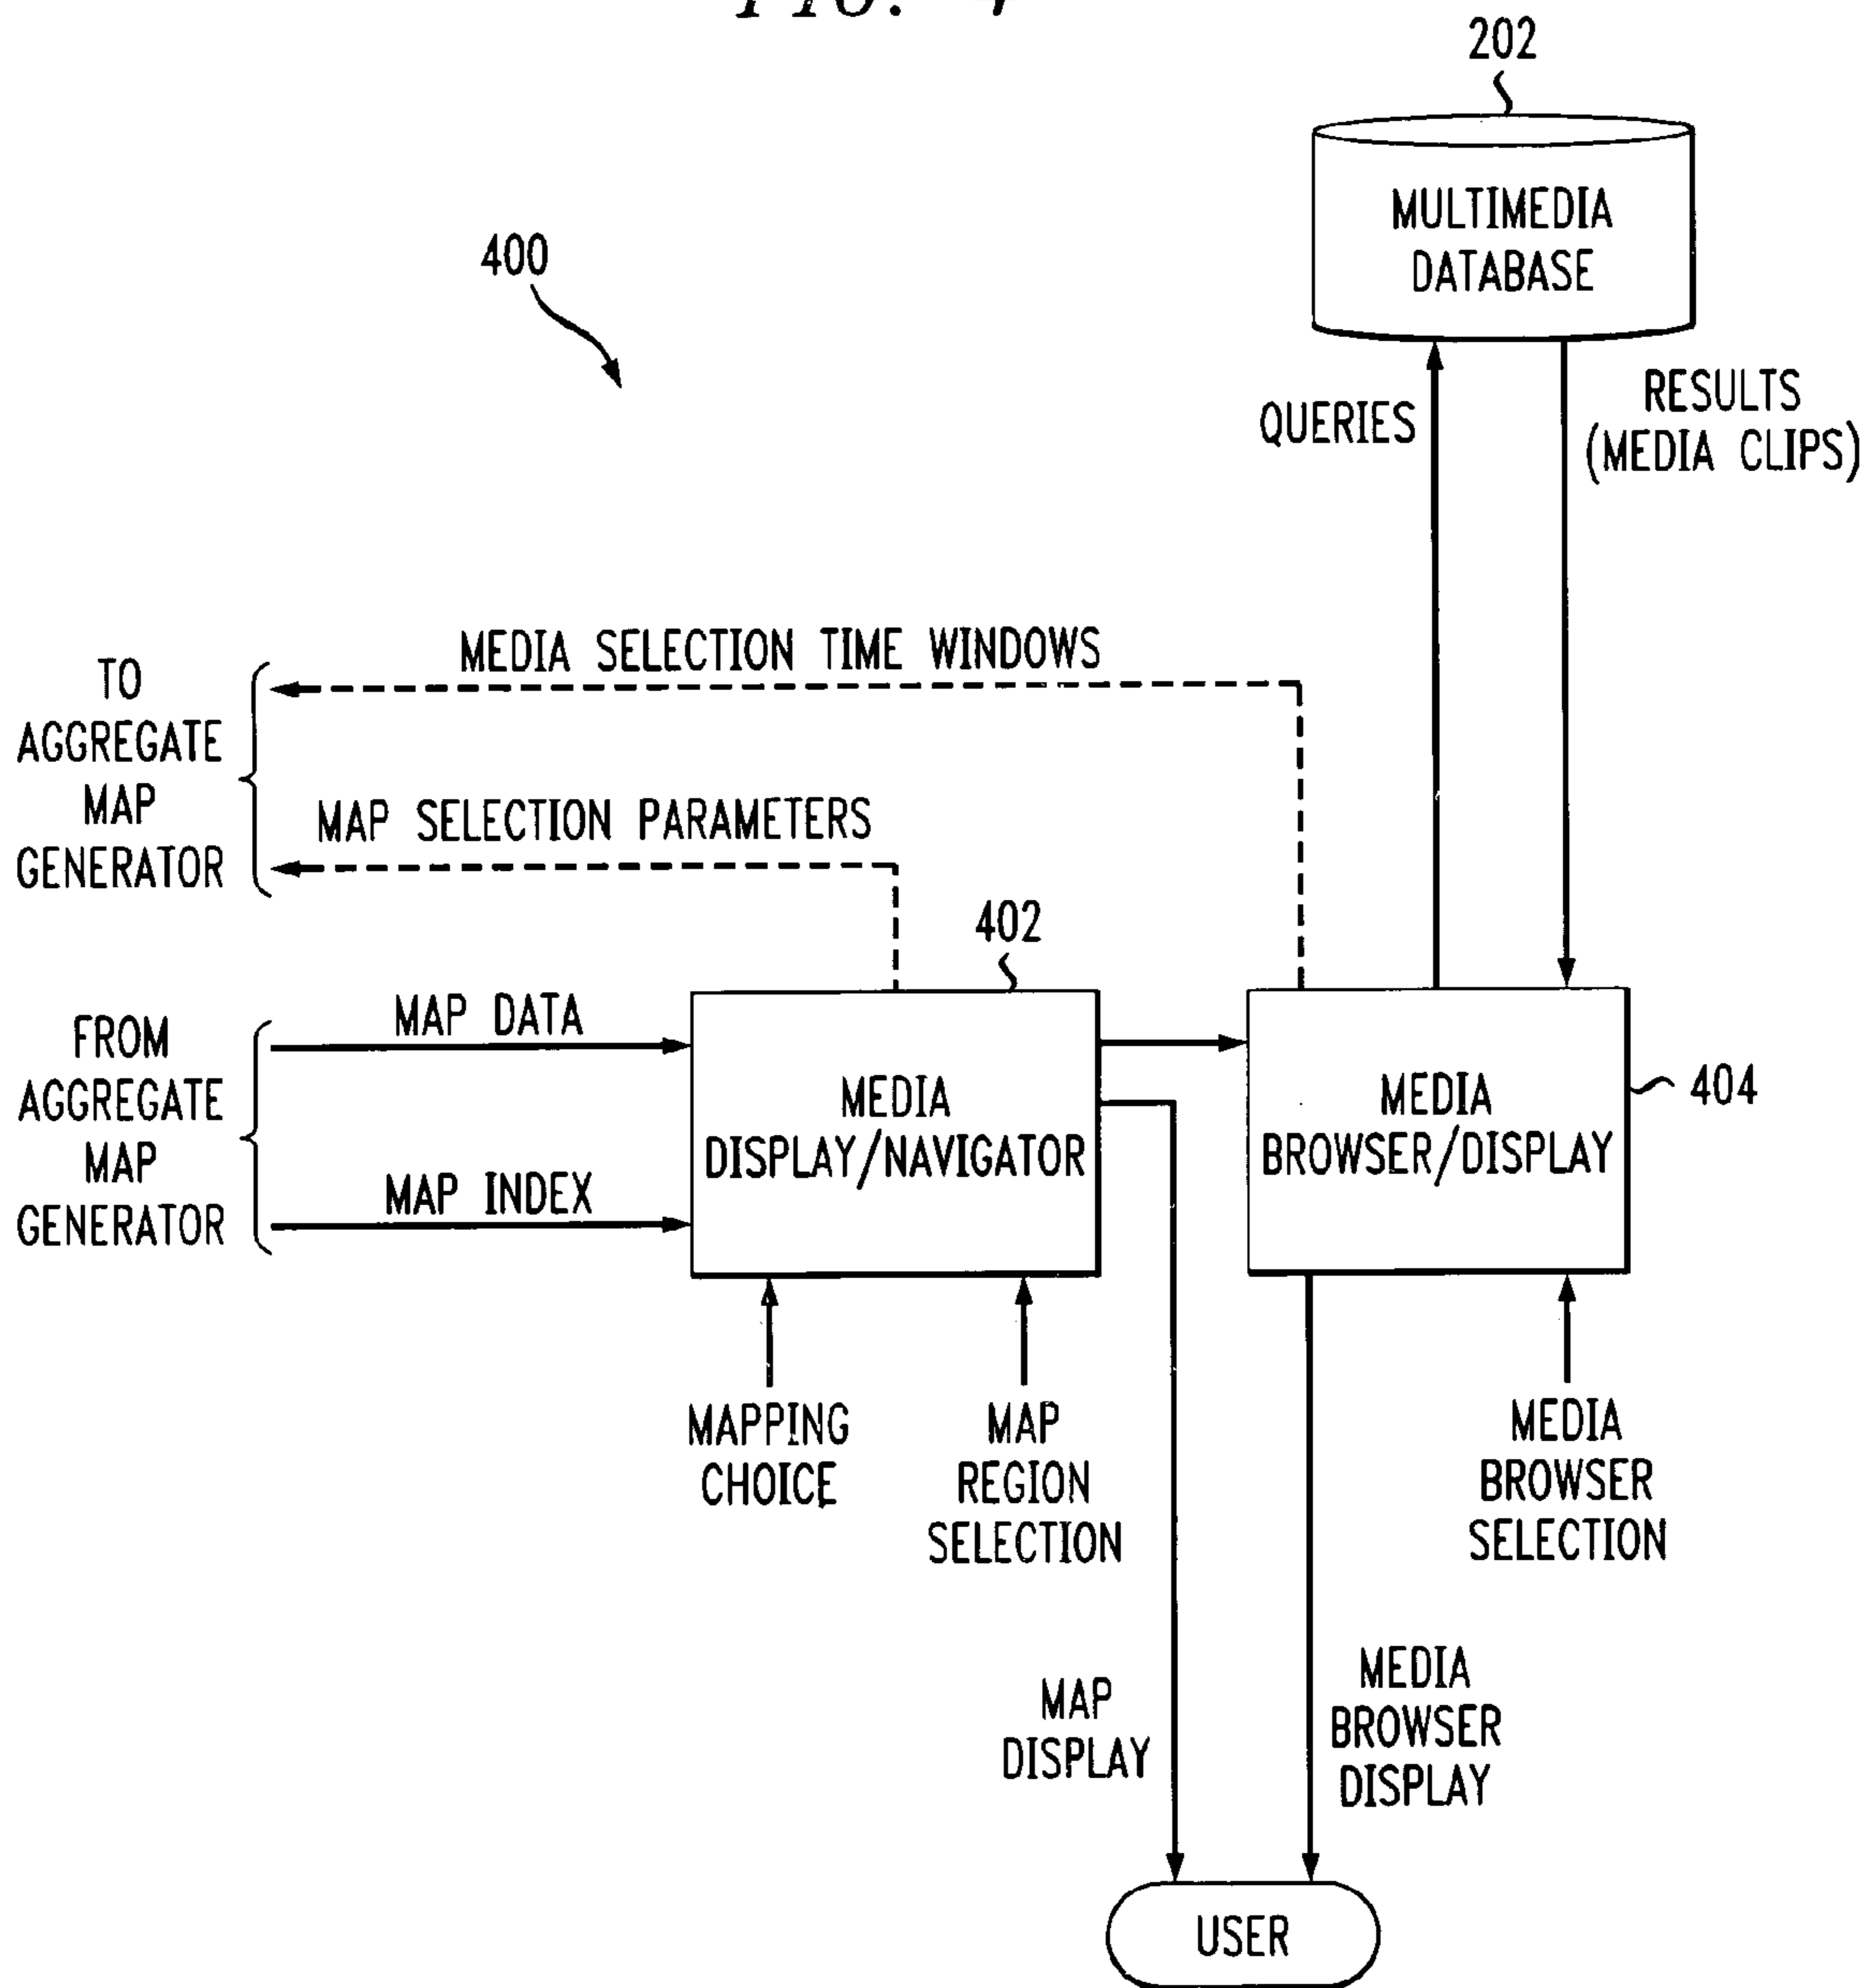 FIG. 4
202
MULTIMEDIA
DATABASE
400
QUERIES
RESULTS
(MEDIA CLIPS)
MEDIA SELECTION TIME WINDOWS
TO
AGGREGATE
MAP
GENERATOR
MAP SELECTION PARAMETERS
402
FROM
AGGREGATE
MAP
GENERATOR
MAP DATA
MAP INDEX
MEDIA
DISPLAY/NAVIGATOR
MEDIA
BROWSER/DISPLAY
404
MAPPING
CHOICE
MAP
REGION
SELECTION
MEDIA
BROWSER
SELECTION
MAP
DISPLAY
MEDIA
BROWSER
DISPLAY
USER